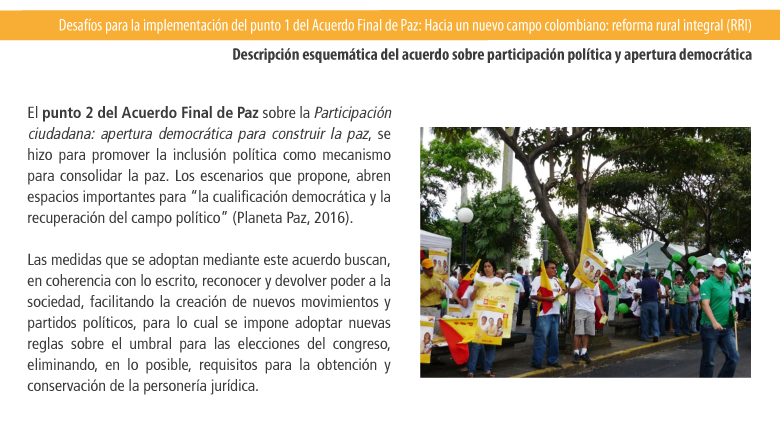 Desafíos para la implementación del punto 1 del Acuerdo Final de Paz: Hacia un nuevo campo colombiano: reforma rural integral (RRI)
Descripción esquemática del acuerdo sobre participación política y apertura democrática
El punto 2 del Acuerdo Final de Paz sobre la Participación
ciudadana: apertura democrática para construir la paz, se
hizo para promover la inclusión política como mecanismo
para consolidar la paz. Los escenarios que propone, abren
espacios importantes para “la cualificación democrática y la
recuperación del campo político” (Planeta Paz, 2016).
Las medidas que se adoptan mediante este acuerdo buscan,
en coherencia con lo escrito, reconocer y devolver poder a la
sociedad, facilitando la creación de nuevos movimientos y
partidos políticos, para lo cual se impone adoptar nuevas
reglas sobre el umbral para las elecciones del congreso,
eliminando, en lo posible, requisitos para la obtención y
conservación de la personería jurídica.